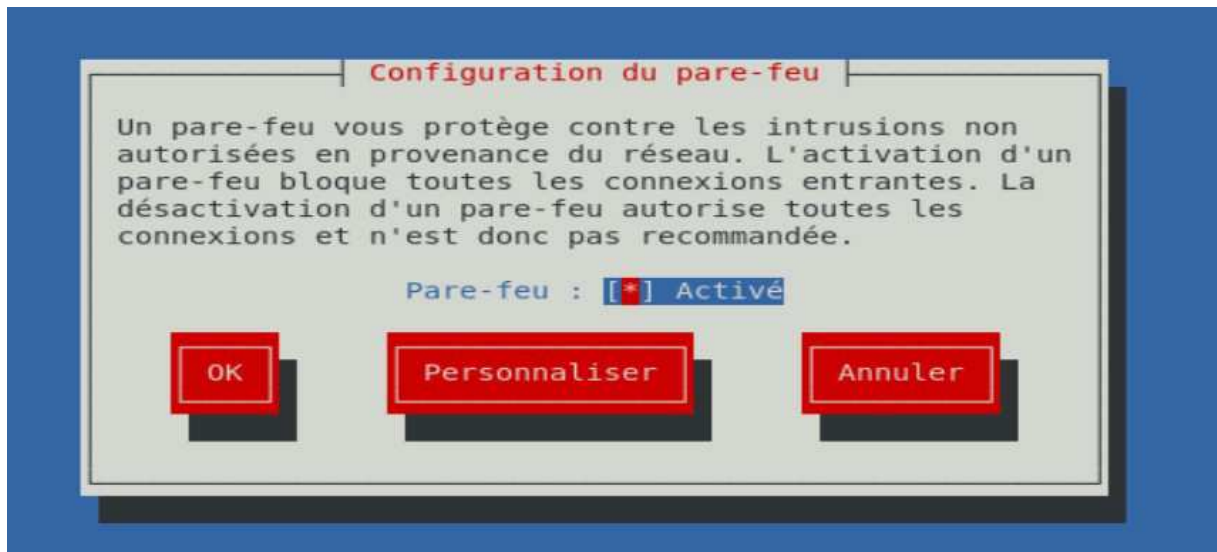 Configuration du pare-feu
Un pare-feu vous protège contre les intrusions non
autorisées en provenance du réseau. L'activation d'un
pare-feu bloque toutes les connexions entrantes. La
désactivation d'un pare-feu autorise toutes les
connexions et n'est donc pas recommandée.
Pare-feu : [*] Activé
OK Personnaliser Annuler